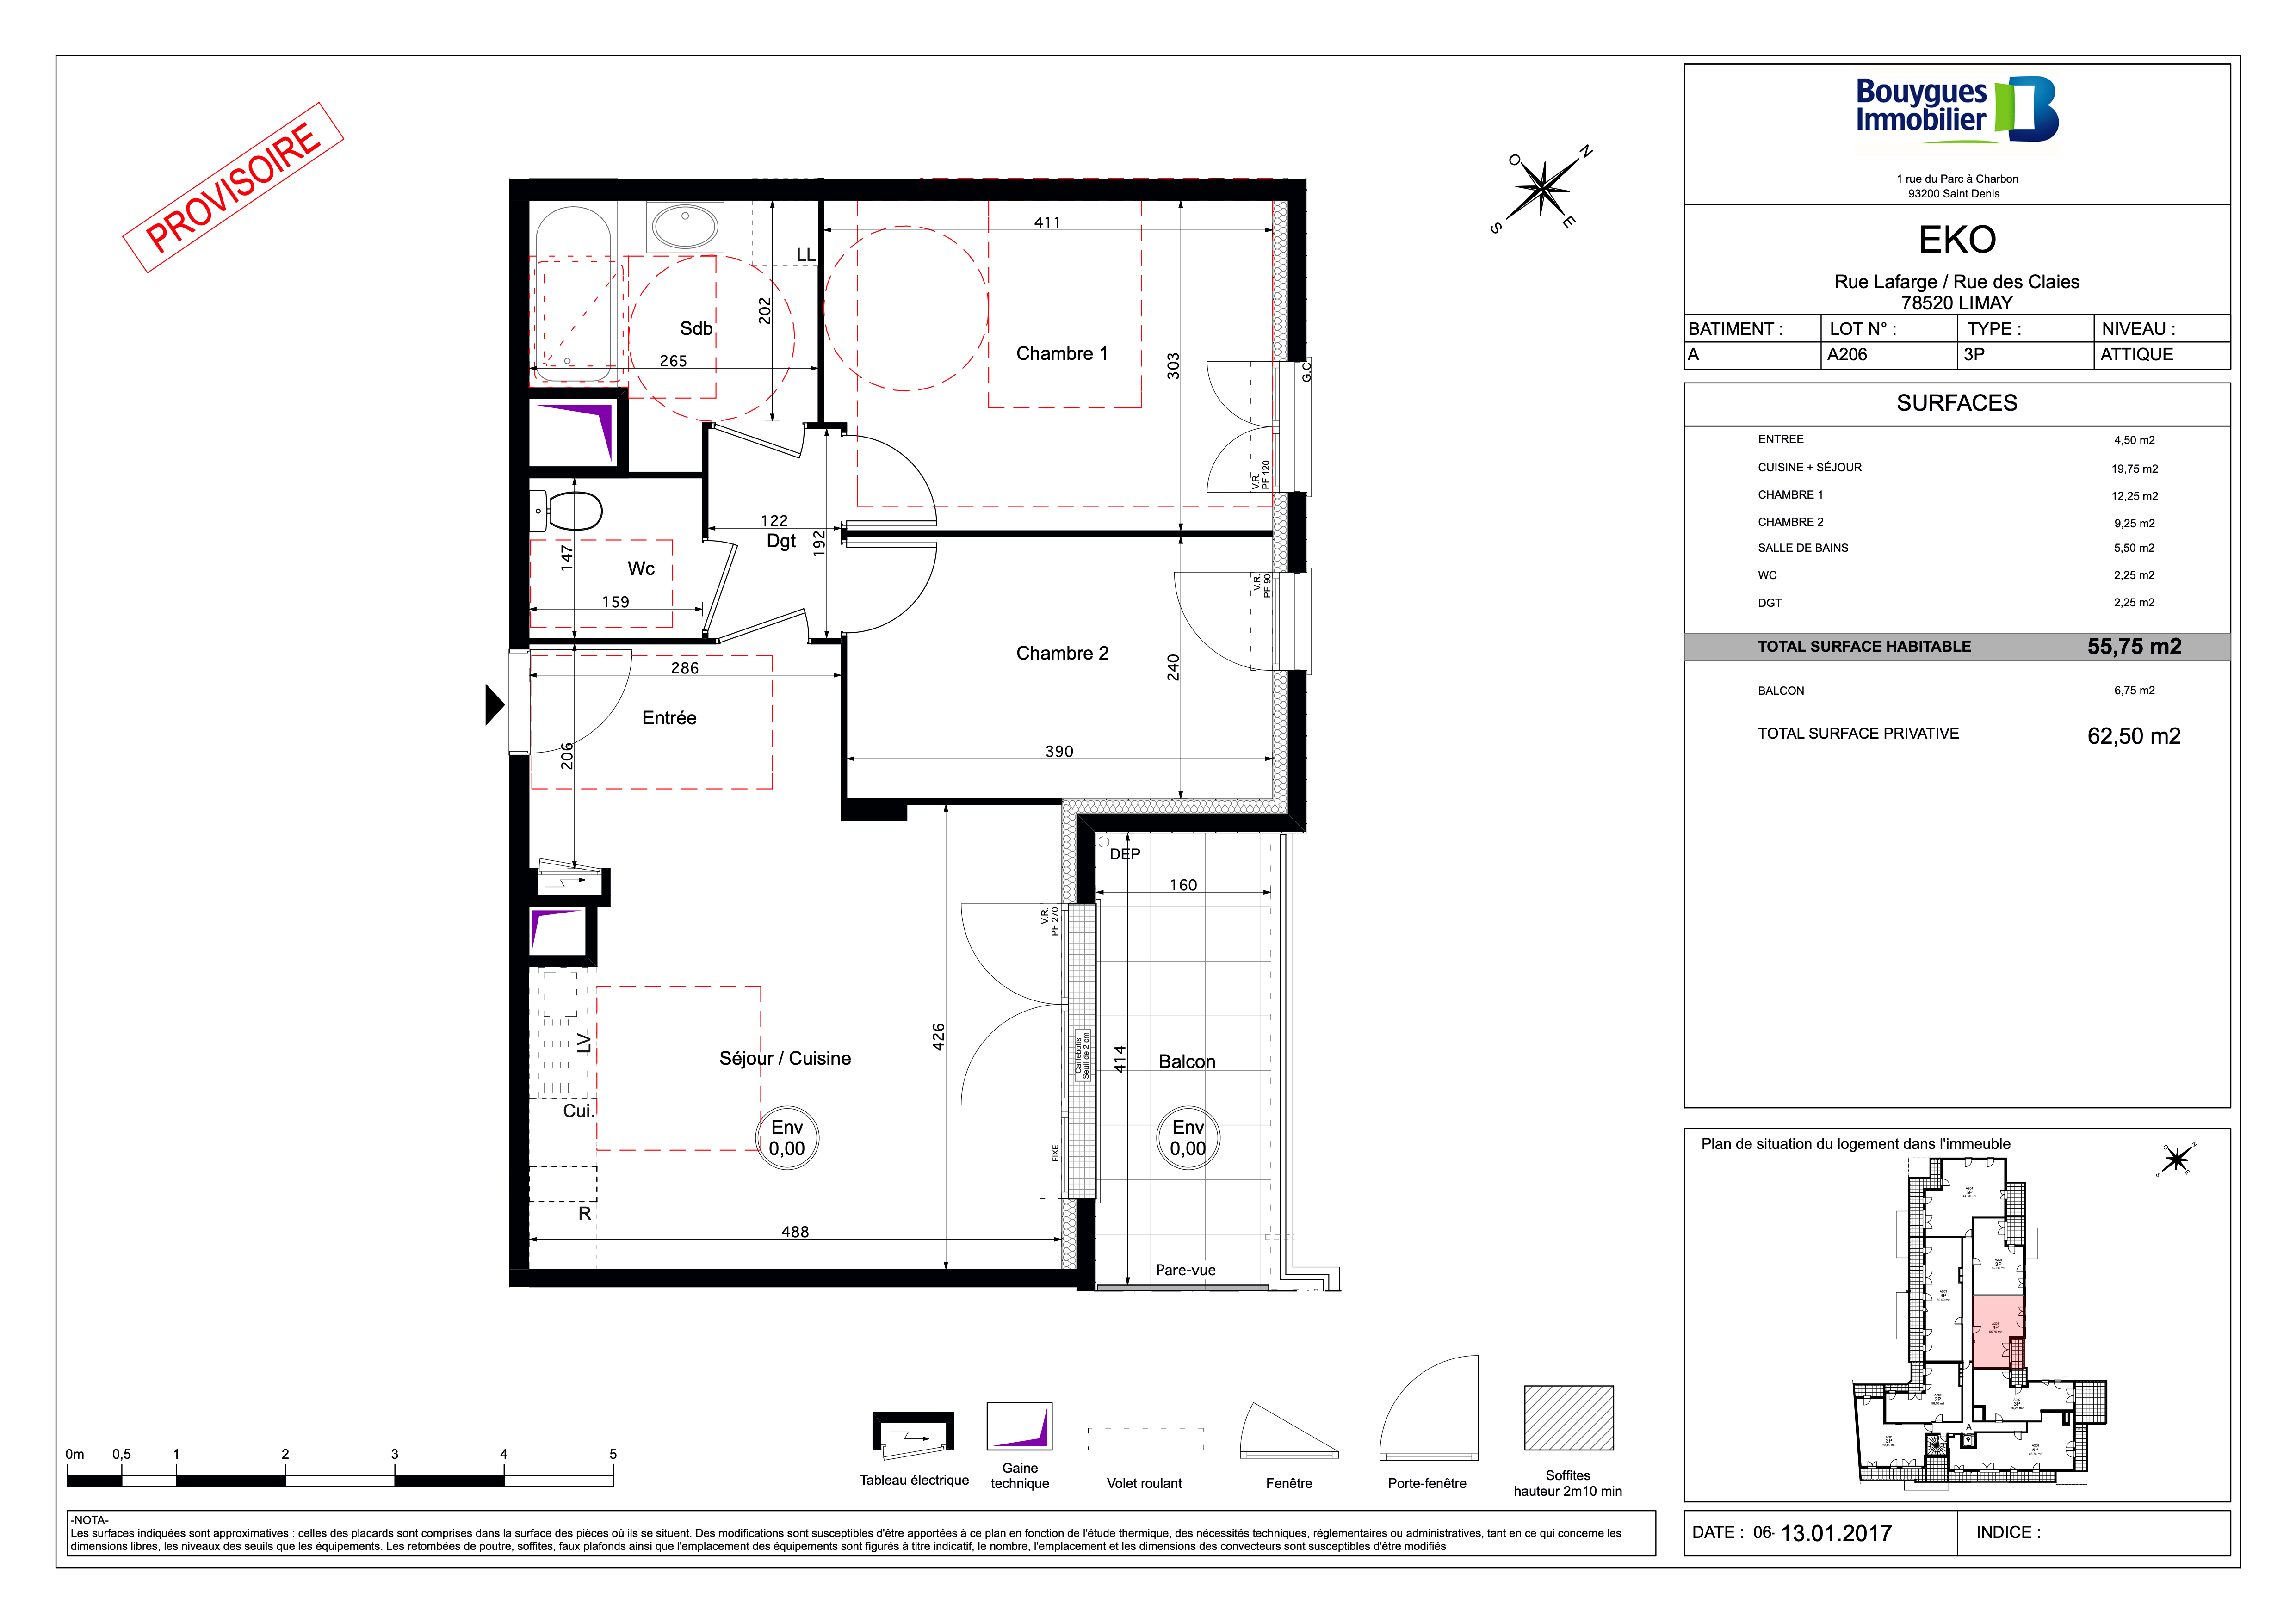 PROVISOIRE
N
O
E
S
LL
411
202
Sdb
265
Chambre 1
303
G.C.
V.R.
PF 120
122
Dgt
192
147
Wc
159
V.R.
PF 90
286
Chambre 2
240
Entrée
206
390
DEP
160
V.R.
PF 270
LV
426
Séjour / Cuisine
Caillebotis
Seuil de 2 cm
414
Balcon
Cui.
Env
0,00
Env
0,00
FIXE
R
488
Pare-vue
0m 0,5 1 2 3 4 5
Tableau électrique
Gaine
technique
Volet roulant
Fenêtre
Porte-fenêtre
Soffites
hauteur 2m10 min
-NOTA-
Les surfaces indiquées sont approximatives : celles des placards sont comprises dans la surface des pièces où ils se situent. Des modifications sont susceptibles d'être apportées à ce plan en fonction de l'étude thermique, des nécessités techniques, réglementaires ou administratives, tant en ce qui concerne les
dimensions libres, les niveaux des seuils que les équipements. Les retombées de poutre, soffites, faux plafonds ainsi que l'emplacement des équipements sont figurés à titre indicatif, le nombre, l'emplacement et les dimensions des convecteurs sont susceptibles d'être modifiés
Bouygues
Immobilier
1 rue du Parc à Charbon
93200 Saint Denis
EKO
Rue Lafarge / Rue des Claies
78520 LIMAY
BATIMENT : LOT N° : TYPE : NIVEAU :
A A206 3P ATTIQUE
SURFACES
ENTREE 4,50 m2
CUISINE + SÉJOUR 19,75 m2
CHAMBRE 1 12,25 m2
CHAMBRE 2 9,25 m2
SALLE DE BAINS 5,50 m2
WC 2,25 m2
DGT 2,25 m2
TOTAL SURFACE HABITABLE 55,75 m2
BALCON 6,75 m2
TOTAL SURFACE PRIVATIVE 62,50 m2
Plan de situation du logement dans l'immeuble
N
O
E
S
5P
3P
4P
3P
3P
3P
3P
5P
A
DATE : 06- 13.01.2017 INDICE :